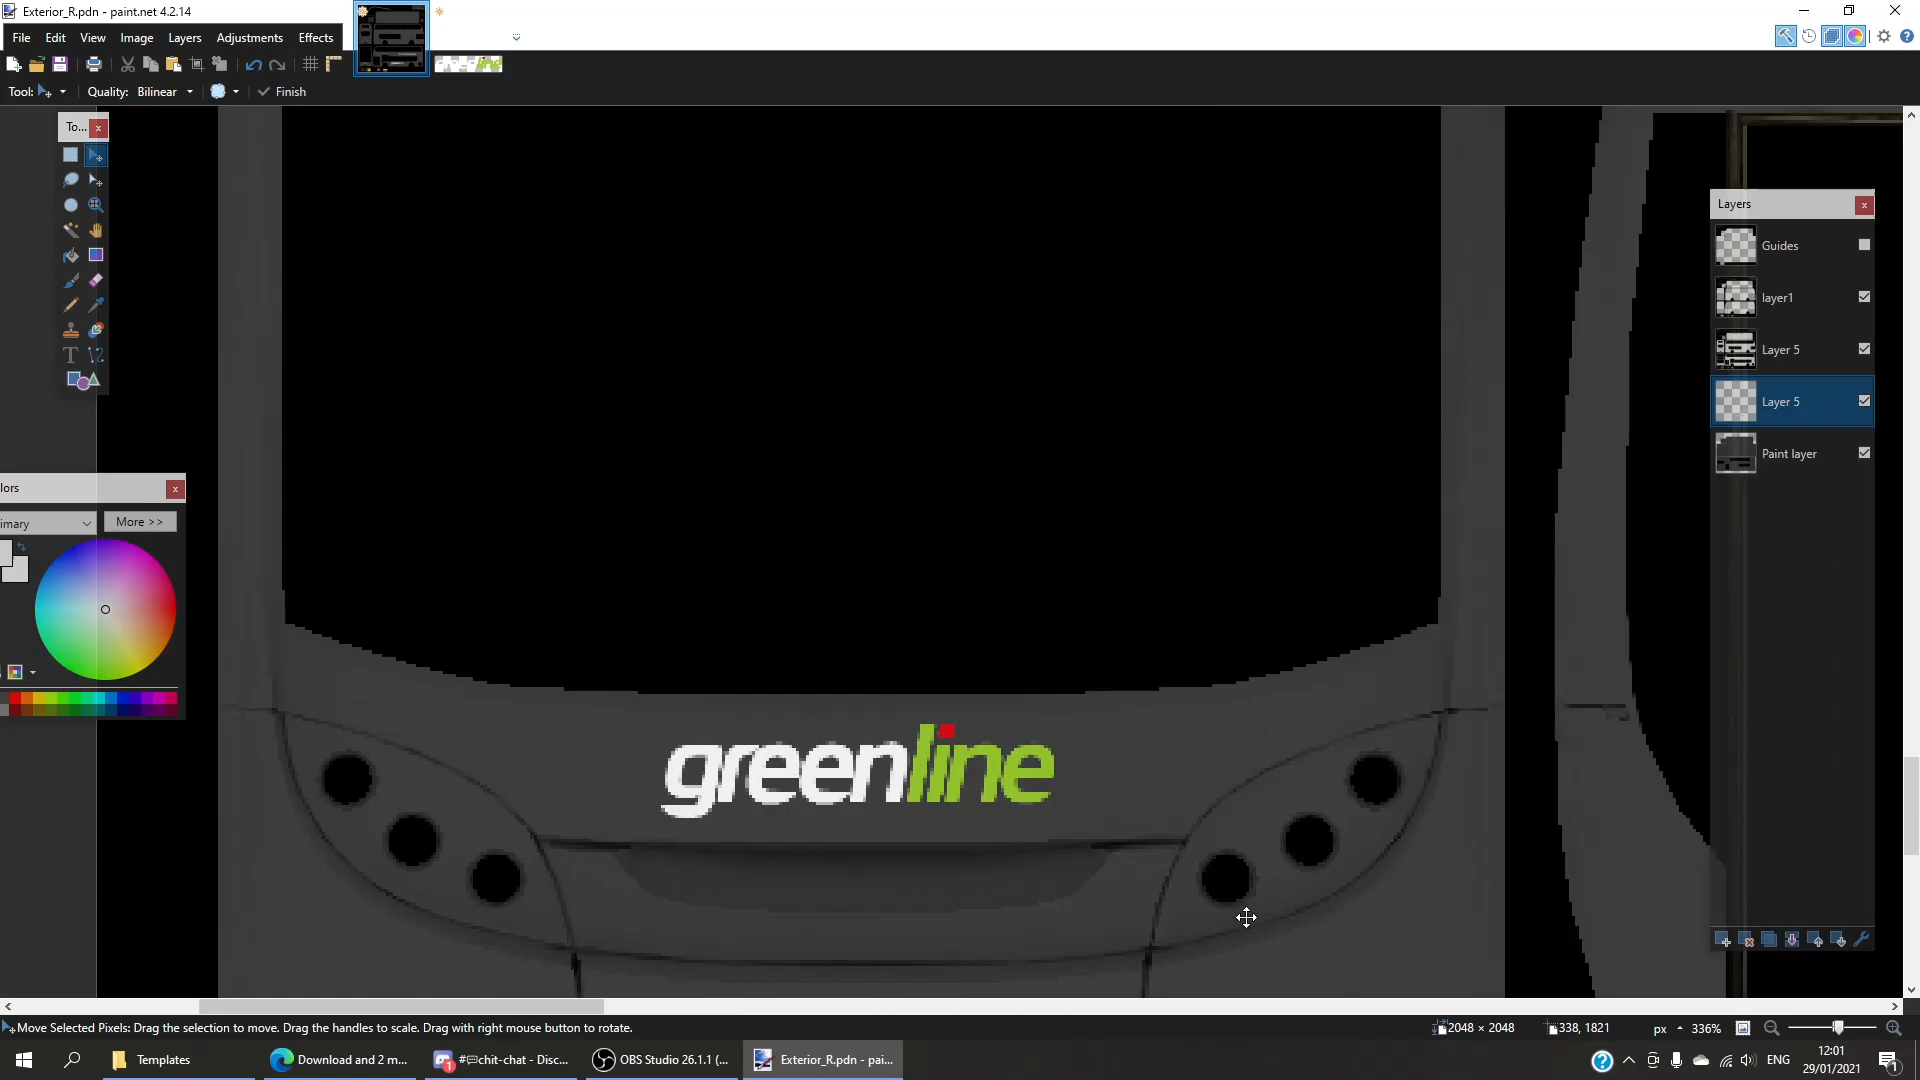 Exterior_R.pdn - paint.net 4.2.14
File Edit View Image Layers Adjustments Effects
Tool: Quality: Bilinear Finish
To...
Layers
Guides
layer1
Layer 5
Layer 5
Paint layer
lors
imary More >>
greenline
Move Selected Pixels: Drag the selection to move. Drag the handles to scale. Drag with right mouse button to rotate.
2048 × 2048 338, 1821 px 336%
Templates Download and 2 m... #chit-chat - Disc... OBS Studio 26.1.1 (... Exterior_R.pdn - pai... ENG 12:01
29/01/2021